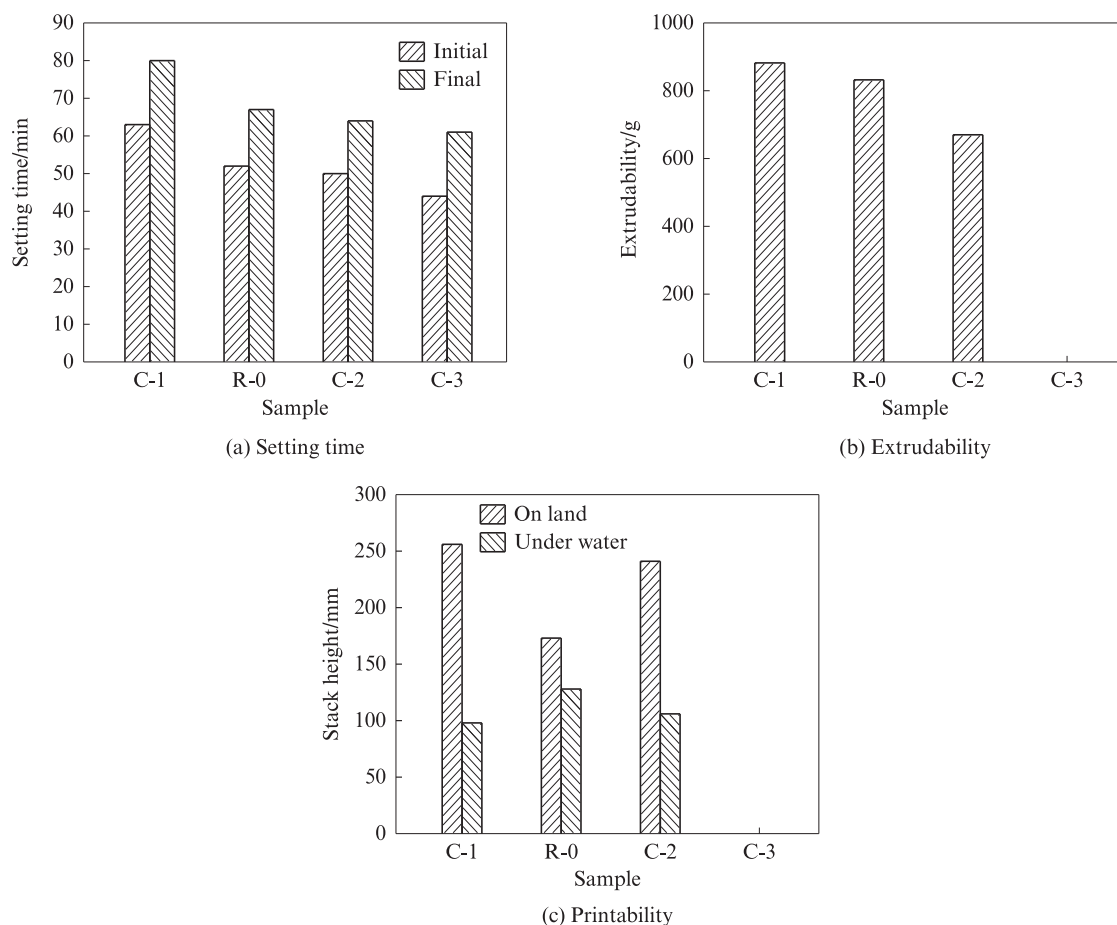 90
80
70
60
50
40
30
20
10
0
Setting time/min
Initial
Final
C-1 R-0 C-2 C-3
Sample
(a) Setting time
1000
800
600
400
200
0
Extrudability/g
C-1 R-0 C-2 C-3
Sample
(b) Extrudability
300
250
200
150
100
50
0
Stack height/mm
On land
Under water
C-1 R-0 C-2 C-3
Sample
(c) Printability